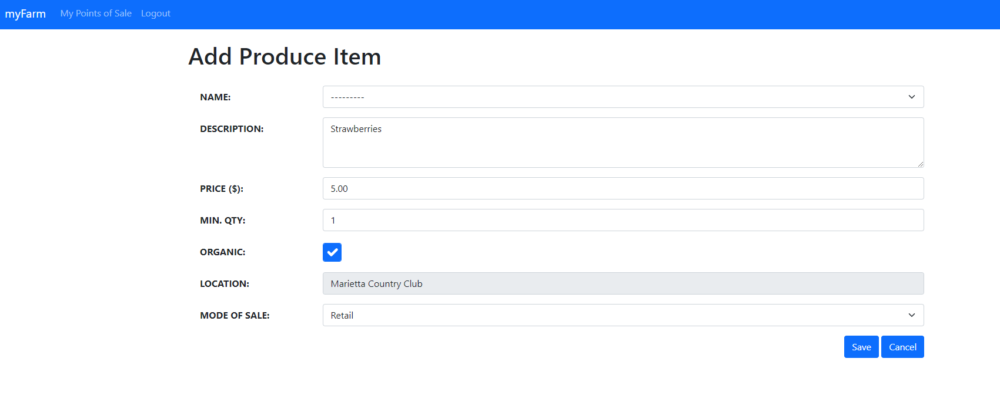 myFarm My Points of Sale Logout
Add Produce Item
NAME: ---------
DESCRIPTION: Strawberries
PRICE ($): 5.00
MIN. QTY: 1
ORGANIC:
LOCATION: Marietta Country Club
MODE OF SALE: Retail
Save Cancel